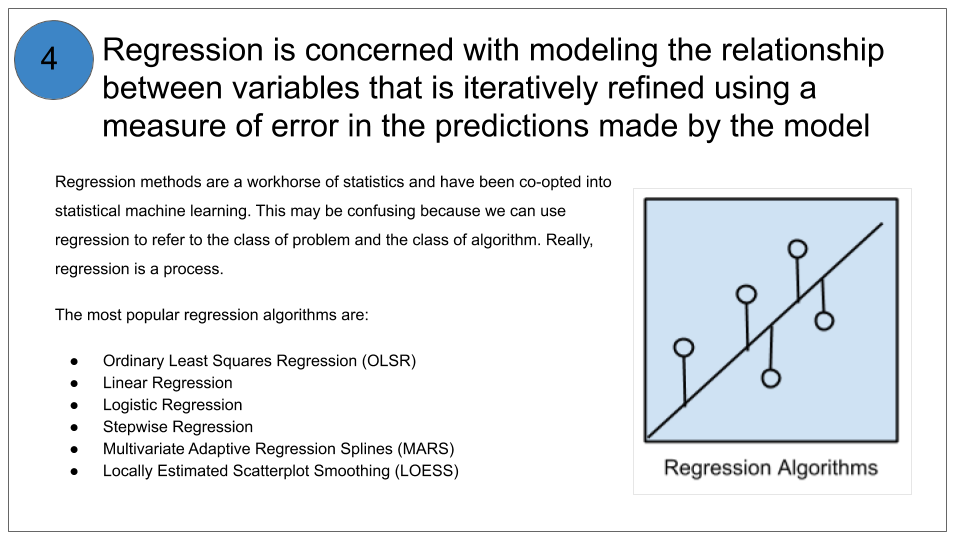 4
Regression is concerned with modeling the relationship
between variables that is iteratively refined using a
measure of error in the predictions made by the model
Regression methods are a workhorse of statistics and have been co-opted into
statistical machine learning. This may be confusing because we can use
regression to refer to the class of problem and the class of algorithm. Really,
regression is a process.
The most popular regression algorithms are:
● Ordinary Least Squares Regression (OLSR)
● Linear Regression
● Logistic Regression
● Stepwise Regression
● Multivariate Adaptive Regression Splines (MARS)
● Locally Estimated Scatterplot Smoothing (LOESS)
Regression Algorithms